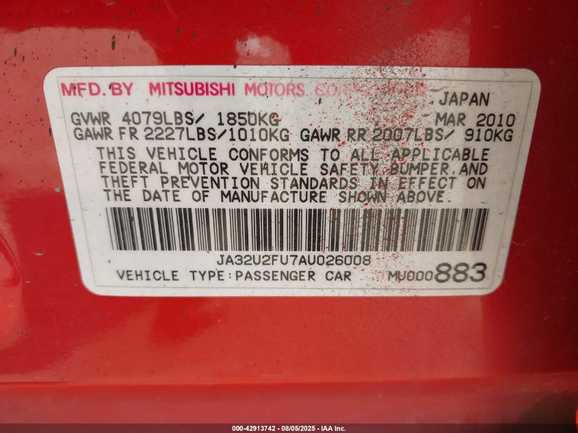 MFD. BY MITSUBISHI MOTORS CORPORATION
JAPAN
GVWR 4079LBS/ 1850KG MAR 2010
GAWR FR 2227LBS/1010KG GAWR RR 2007LBS/ 910KG
THIS VEHICLE CONFORMS TO ALL APPLICABLE
FEDERAL MOTOR VEHICLE SAFETY BUMPER,AND
THEFT PREVENTION STANDARDS IN EFFECT ON
THE DATE OF MANUFACTURE SHOWN ABOVE.
JA32U2FU7AU026008
VEHICLE TYPE:PASSENGER CAR MU000883
000-42913742 - 08/05/2025 - IAA Inc.